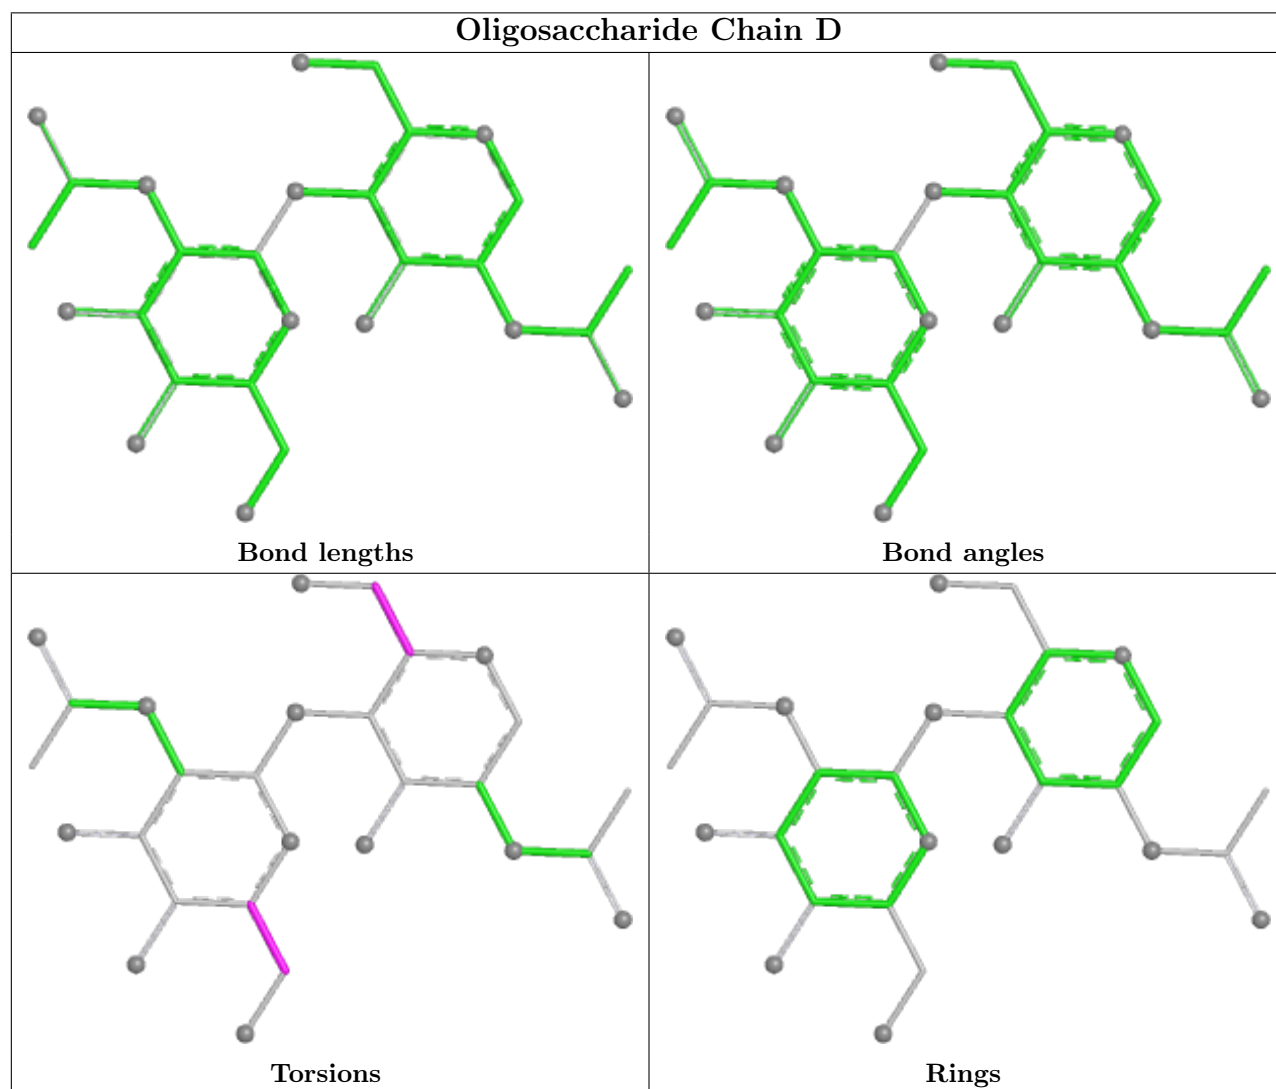 Oligosaccharide Chain D
Bond lengths
Bond angles
Torsions
Rings